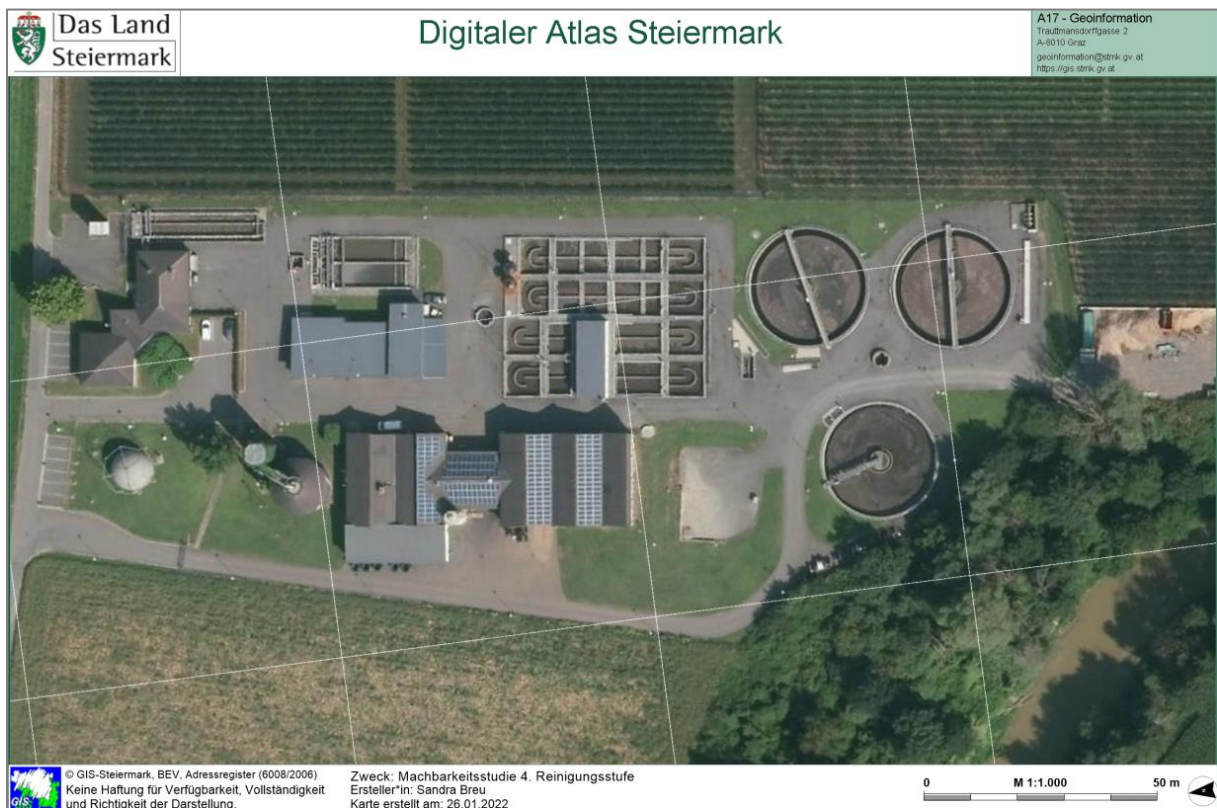 Das Land
Steiermark
Digitaler Atlas Steiermark
A17 - Geoinformation
Trauttmansdorffgasse 2
A-8010 Graz
geoinformation@stmk.gv.at
https://gis.stmk.gv.at
GIS
© GIS-Steiermark, BEV, Adressregister (6008/2006)
Keine Haftung für Verfügbarkeit, Vollständigkeit
und Richtigkeit der Darstellung.
Zweck: Machbarkeitsstudie 4. Reinigungsstufe
Ersteller*in: Sandra Breu
Karte erstellt am: 26.01.2022
0 M 1:1.000 50 m